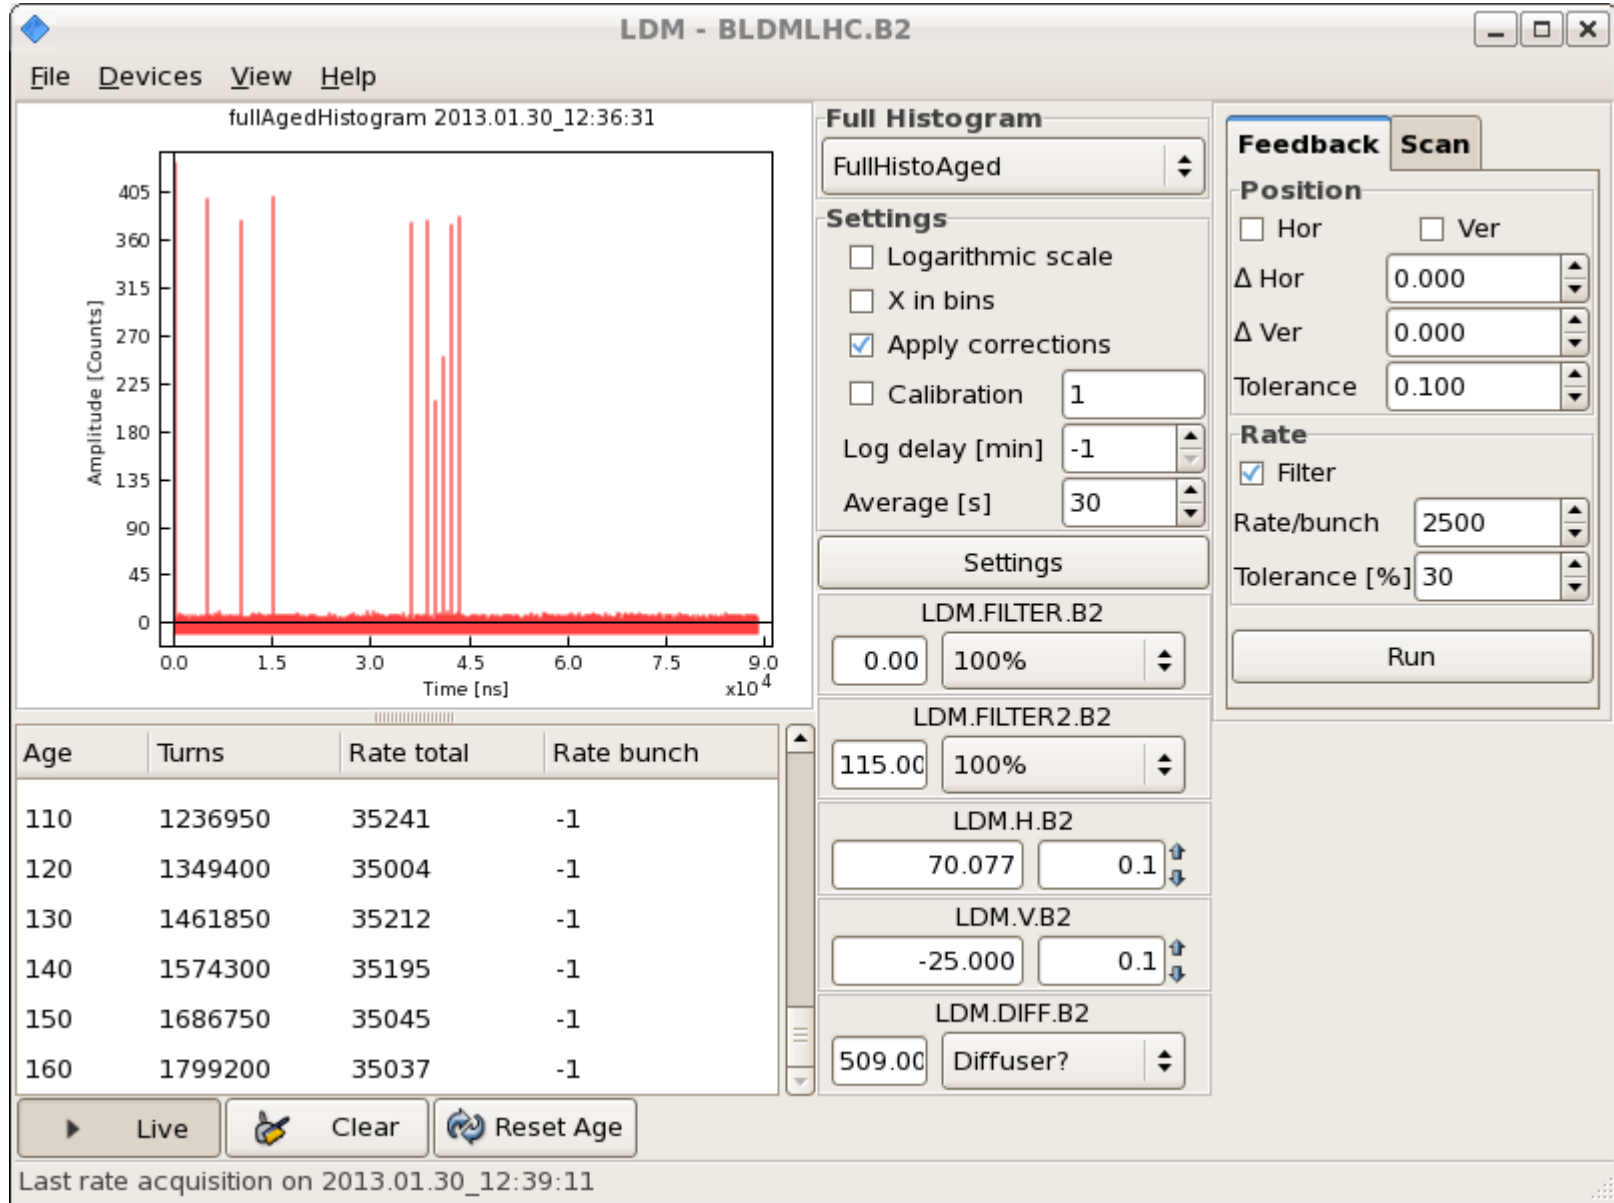 LDM - BLDMLHC.B2
File Devices View Help
fullAgedHistogram 2013.01.30_12:36:31
Amplitude [Counts]
405
360
315
270
225
180
135
90
45
0
0.0 1.5 3.0 4.5 6.0 7.5 9.0
Time [ns] x10^4
Full Histogram
FullHistoAged
Settings
Logarithmic scale
X in bins
Apply corrections
Calibration 1
Log delay [min] -1
Average [s] 30
Settings
LDM.FILTER.B2
0.00 100%
LDM.FILTER2.B2
115.00 100%
LDM.H.B2
70.077 0.1
LDM.V.B2
-25.000 0.1
LDM.DIFF.B2
509.00 Diffuser?
Feedback Scan
Position
Hor Ver
Δ Hor 0.000
Δ Ver 0.000
Tolerance 0.100
Rate
Filter
Rate/bunch 2500
Tolerance [%] 30
Run
Age Turns Rate total Rate bunch
110 1236950 35241 -1
120 1349400 35004 -1
130 1461850 35212 -1
140 1574300 35195 -1
150 1686750 35045 -1
160 1799200 35037 -1
Live Clear Reset Age
Last rate acquisition on 2013.01.30_12:39:11